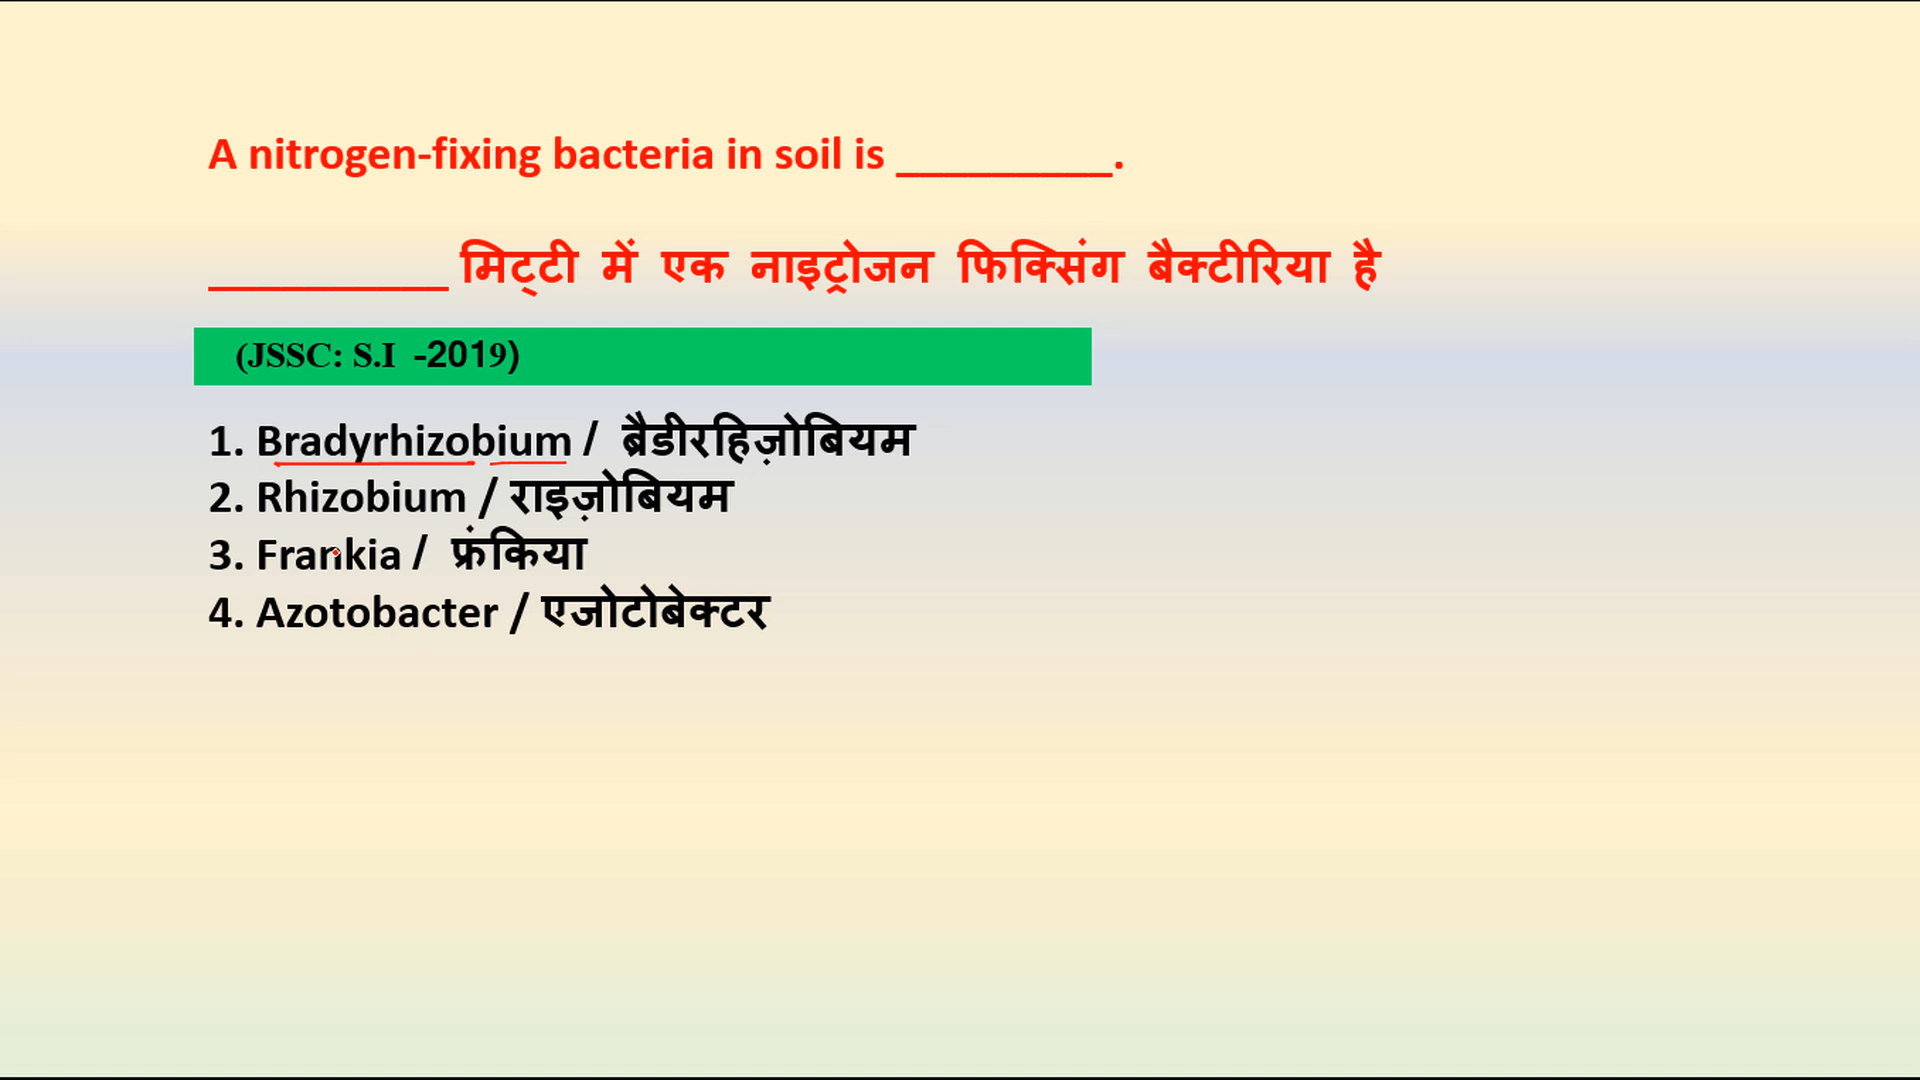 A nitrogen-fixing bacteria in soil is _________.
__________ मिट्टी में एक नाइट्रोजन फिक्सिंग बैक्टीरिया है
(JSSC: S.I -2019)
1. Bradyrhizobium / ब्रैडीरहिज़ोबियम
2. Rhizobium / राइज़ोबियम
3. Frankia / फ्रंकिया
4. Azotobacter / एजोटोबेक्टर